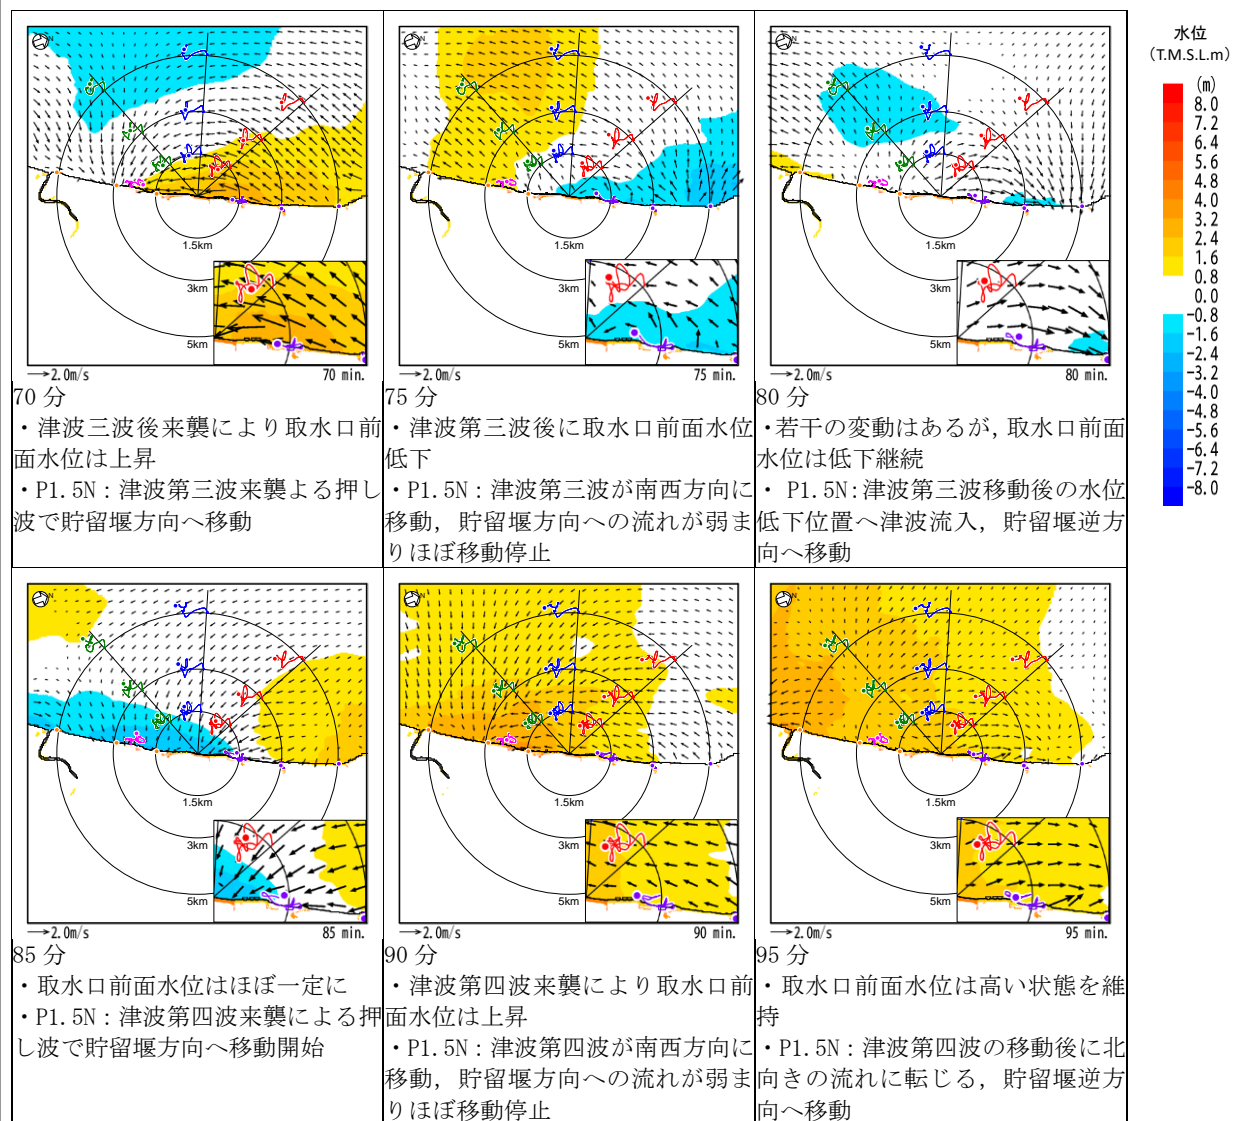 水位
(T.M.S.L.m)
(m)
8.0
7.2
6.4
5.6
4.8
4.0
3.2
2.4
1.6
0.8
0.0
-0.8
-1.6
-2.4
-3.2
-4.0
-4.8
-5.6
-6.4
-7.2
-8.0
N
1.5km
3km
5km
2.0m/s
70 min.
70 分
・津波三波後来襲により取水口前
面水位は上昇
・P1.5N：津波第三波来襲よる押し
波で貯留堰方向へ移動
N
1.5km
3km
5km
2.0m/s
75 min.
75 分
・津波第三波後に取水口前面水位
低下
・P1.5N：津波第三波が南西方向に
移動，貯留堰方向への流れが弱ま
りほぼ移動停止
N
1.5km
3km
5km
2.0m/s
80 min.
80 分
・若干の変動はあるが，取水口前面
水位は低下継続
・ P1.5N:津波第三波移動後の水位
低下位置へ津波流入，貯留堰逆方
向へ移動
N
1.5km
3km
5km
2.0m/s
85 min.
85 分
・取水口前面水位はほぼ一定に
・P1.5N：津波第四波来襲による押
し波で貯留堰方向へ移動開始
N
1.5km
3km
5km
2.0m/s
90 min.
90 分
・津波第四波来襲により取水口前
面水位は上昇
・P1.5N：津波第四波が南西方向に
移動，貯留堰方向への流れが弱ま
りほぼ移動停止
N
1.5km
3km
5km
2.0m/s
95 min.
95 分
・取水口前面水位は高い状態を維
持
・P1.5N：津波第四波の移動後に北
向きの流れに転じる，貯留堰逆方
向へ移動